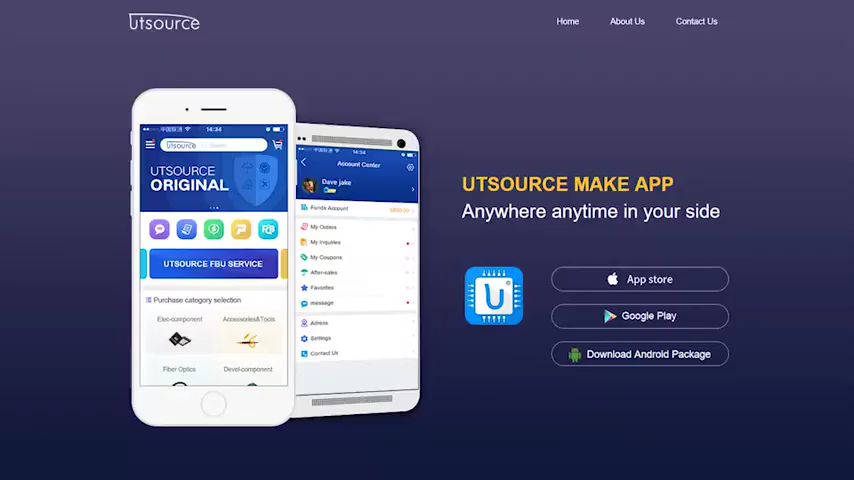 Utsource
Home
About Us
Contact Us
14:34
Utsource
UTSOURCE
ORIGINAL
UTSOURCE FBU SERVICE
Purchase category selection
Elec-component
Accessories&Tools
Fiber Optics
Devel-component
14:34
Account Center
Dave jake
Funds Account
My Orders
My Inquiries
My Coupons
After-sales
Favorites
message
Adress
Settings
Contact Us
UTSOURCE MAKE APP
Anywhere anytime in your side
U
App store
Google Play
Download Android Package